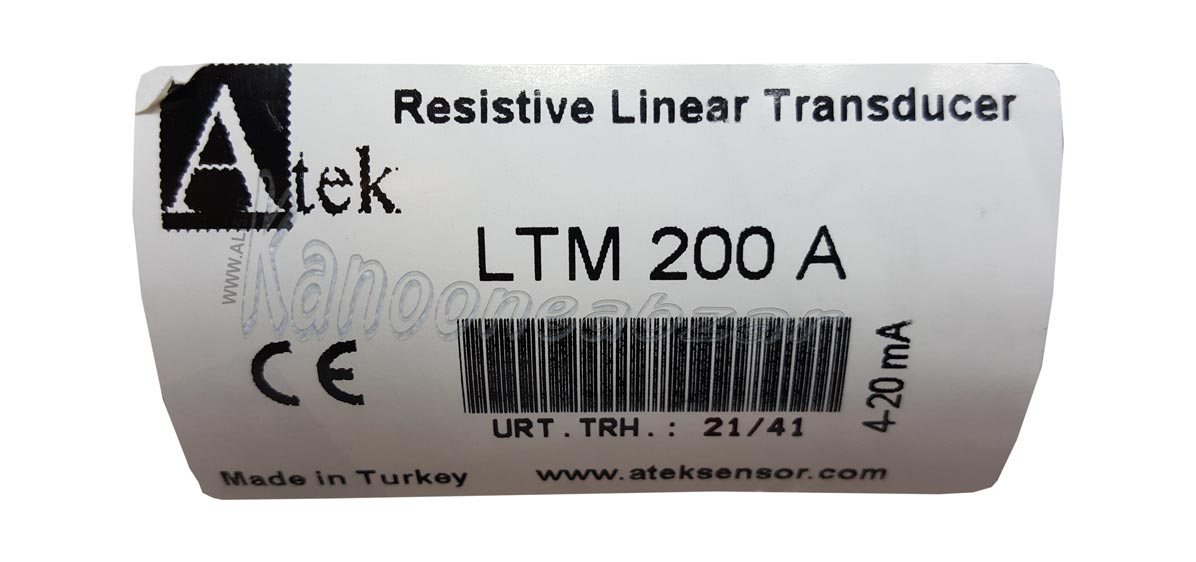 Atek
Resistive Linear Transducer
LTM 200 A
Kanooneabzar
CE
4-20 mA
URT.TRH.: 21/41
Made in Turkey
www.ateksensor.com